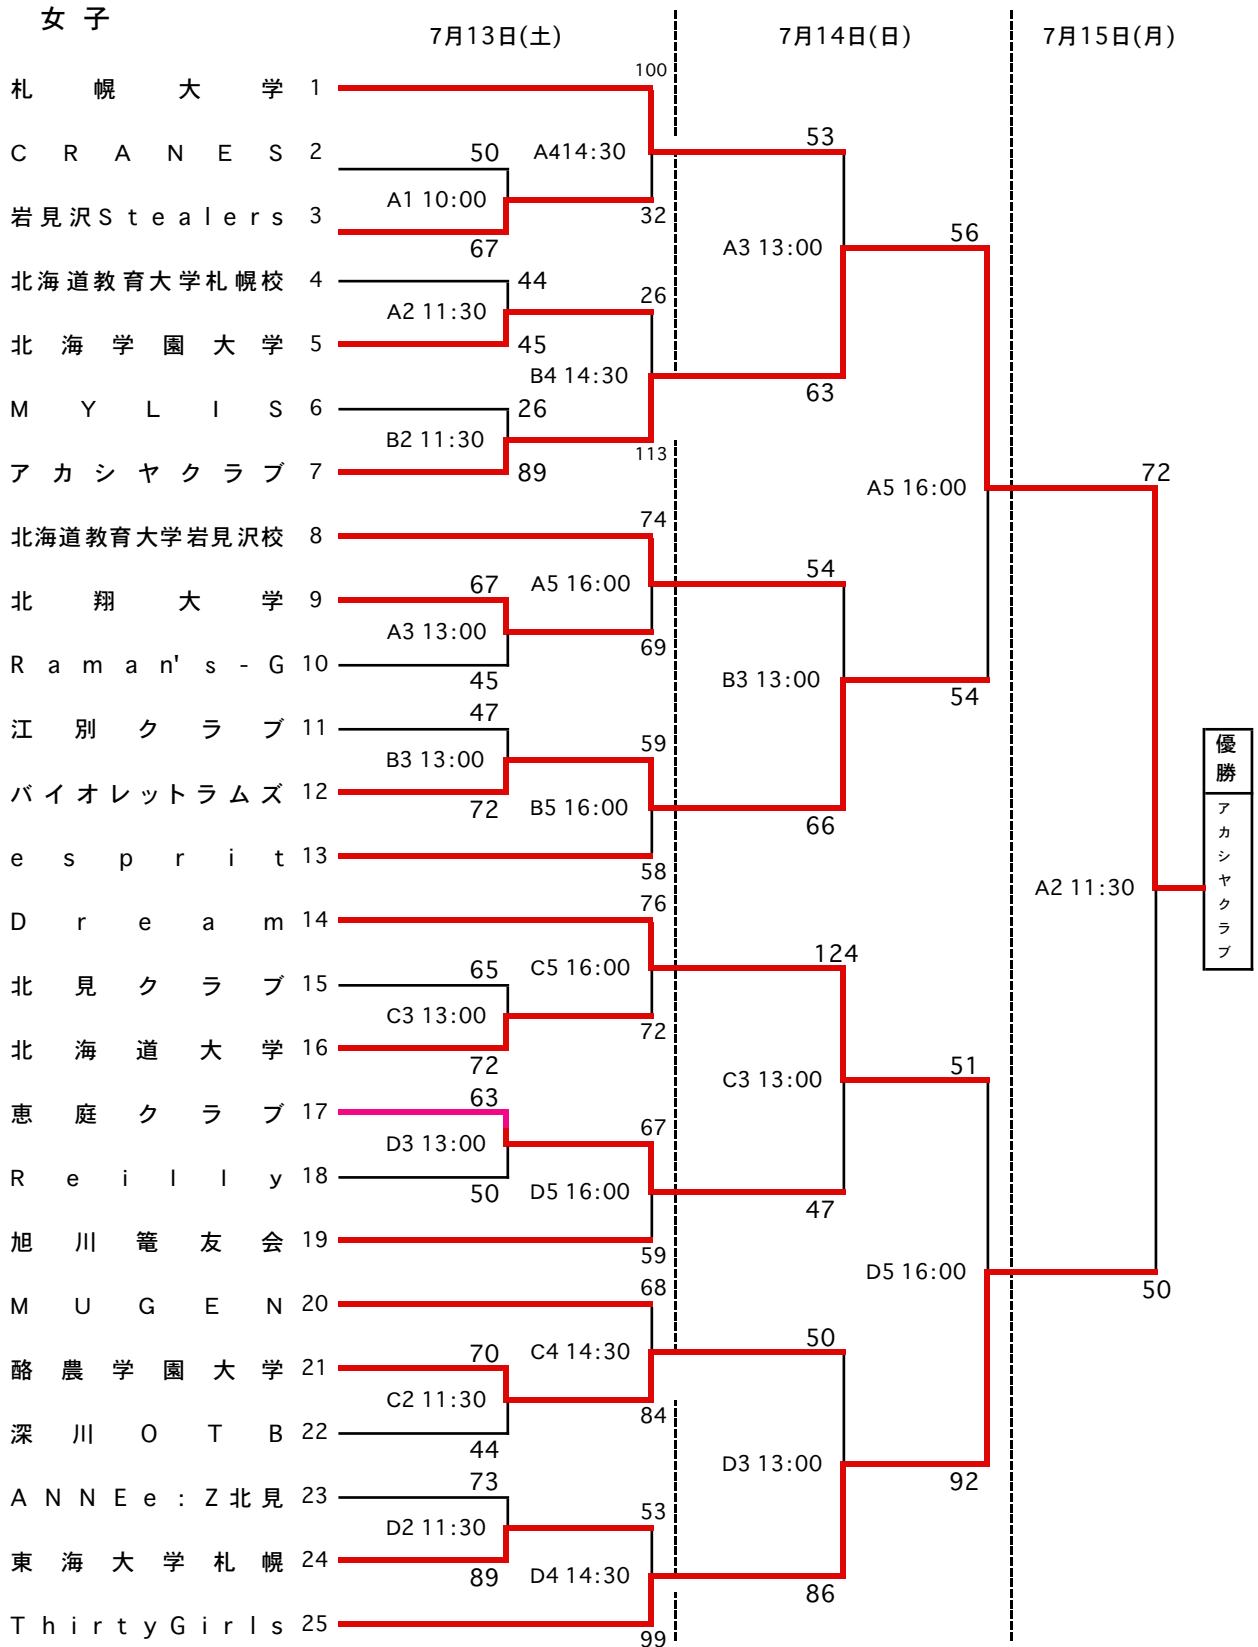 女子
7月13日(土) 7月14日(日) 7月15日(月)
100
札幌大学 1
53
CRANES 2 50 A414:30
A1 10:00
岩見沢Stealers 3 32
67 A3 13:00 56
北海道教育大学札幌校 4 44
26
A2 11:30
北海学園大学 5 45
B4 14:30
63
MYLIS 6 26
B2 11:30
113
アカシヤクラブ 7 89 72
A5 16:00
74
北海道教育大学岩見沢校 8
54
67 A5 16:00
北翔大学 9
A3 13:00
69
Raman's-G 10
45 B3 13:00
54
47
江別クラブ 11
59 優勝
B3 13:00
バイオレットラムズ 12
72 B5 16:00 アカシヤクラブ
66
esprit 13
58
A2 11:30
76
Dream 14
124
65 C5 16:00
北見クラブ 15
C3 13:00
72
北海道大学 16
72 51
C3 13:00
63
恵庭クラブ 17
67
D3 13:00
Reilly 18
50 D5 16:00
47
旭川篭友会 19
59
D5 16:00
68 50
MUGEN 20
50
70 C4 14:30
酪農学園大学 21
C2 11:30
84
深川OTB 22
44
D3 13:00
73 92
ANNEe:Z北見 23
53
D2 11:30
東海大学札幌 24
89 D4 14:30
86
ThirtyGirls 25
99